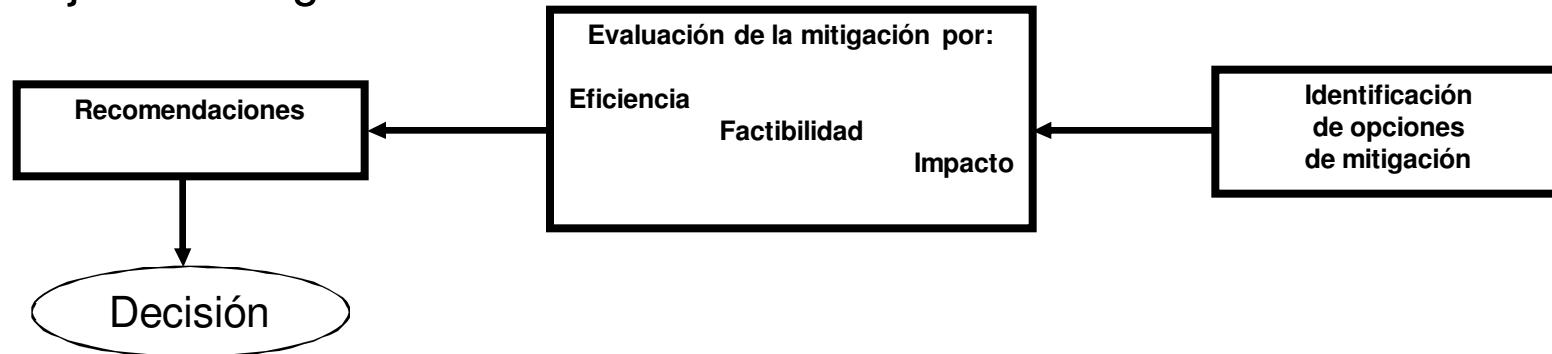 Evaluación de la mitigación por:
Recomendaciones
Eficiencia
Factibilidad
Impacto
Identificación
de opciones
de mitigación
Decisión